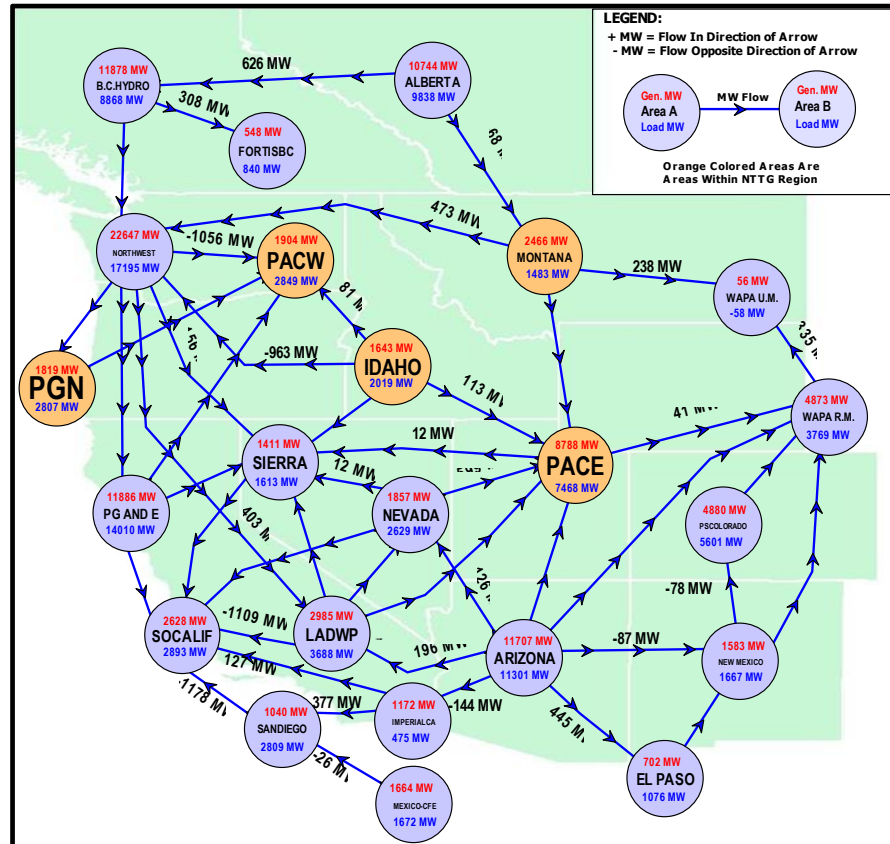 LEGEND:
+ MW = Flow In Direction of Arrow
- MW = Flow Opposite Direction of Arrow
Gen. MW
Area A
Load MW
MW Flow
Gen. MW
Area B
Load MW
Orange Colored Areas Are
Areas Within NTTG Region
11878 MW
B.C.HYDRO
8868 MW
626 MW
10744 MW
ALBERTA
9838 MW
308 MW
548 MW
FORTISBC
840 MW
68 M
22647 MW
NORTHWEST
17195 MW
-1056 MW
1904 MW
PACW
2849 MW
473 MW
2466 MW
MONTANA
1483 MW
238 MW
56 MW
WAPA U.M.
-58 MW
81 M
335 M
1819 MW
PGN
2807 MW
-963 MW
1643 MW
IDAHO
2019 MW
113 MW
4873 MW
WAPA R.M.
3769 MW
41 MW
12 MW
8788 MW
PACE
7468 MW
1411 MW
SIERRA
1613 MW
12 MW
1857 MW
NEVADA
2629 MW
11886 MW
PG AND E
14010 MW
403 M
4880 MW
PSCOLORADO
5601 MW
-78 MW
2628 MW
SOCALIF
2893 MW
-1109 MW
2985 MW
LADWP
3688 MW
196 MW
11707 MW
ARIZONA
11301 MW
-87 MW
1583 MW
NEW MEXICO
1667 MW
127 MW
-1178 MW
377 MW
-144 MW
445 M
1040 MW
SANDIEGO
2809 MW
1172 MW
IMPERIALCA
475 MW
702 MW
EL PASO
1076 MW
-26 M
1664 MW
MEXICO-CFE
1672 MW